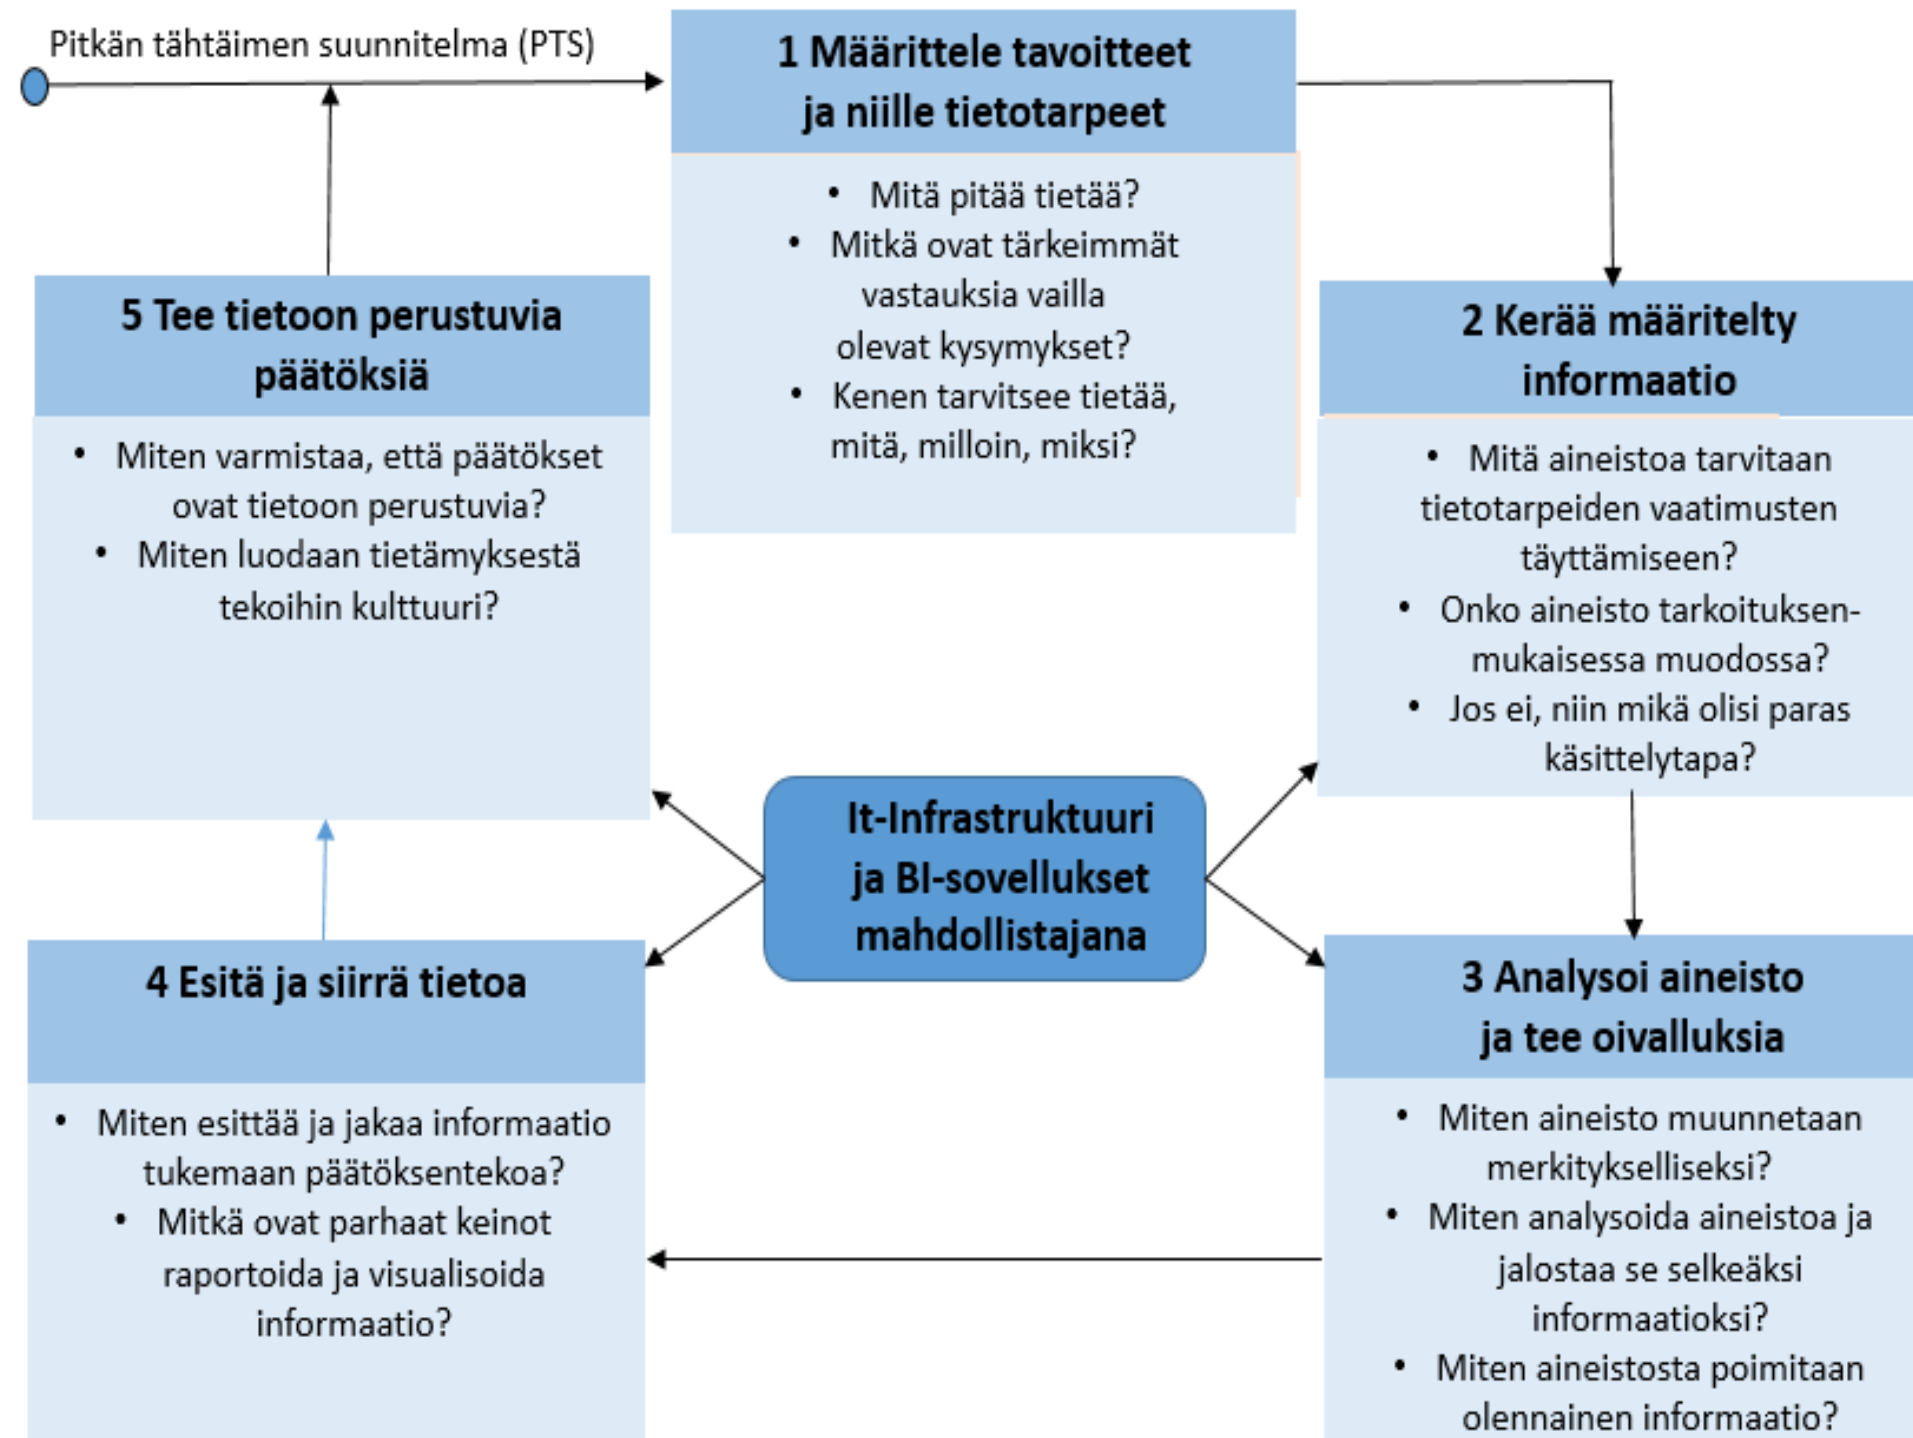 Pitkän tähtäimen suunnitelma (PTS)
1 Määrittele tavoitteet
ja niille tietotarpeet
• Mitä pitää tietää?
• Mitkä ovat tärkeimmät
vastauksia vailla
olevat kysymykset?
• Kenen tarvitsee tietää,
mitä, milloin, miksi?
2 Kerää määritelty
informaatio
• Mitä aineistoa tarvitaan
tietotarpeiden vaatimusten
täyttämiseen?
• Onko aineisto tarkoituksen-
mukaisessa muodossa?
• Jos ei, niin mikä olisi paras
käsittelytapa?
3 Analysoi aineisto
ja tee oivalluksia
• Miten aineisto muunnetaan
merkitykselliseksi?
• Miten analysoida aineistoa ja
jalostaa se selkeäksi
informaatioksi?
• Miten aineistosta poimitaan
olennainen informaatio?
4 Esitä ja siirrä tietoa
• Miten esittää ja jakaa informaatio
tukemaan päätöksentekoa?
• Mitkä ovat parhaat keinot
raportoida ja visualisoida
informaatio?
5 Tee tietoon perustuvia
päätöksiä
• Miten varmistaa, että päätökset
ovat tietoon perustuvia?
• Miten luodaan tietämyksestä
tekoihin kulttuuri?
It-Infrastruktuuri
ja BI-sovellukset
mahdollistajana